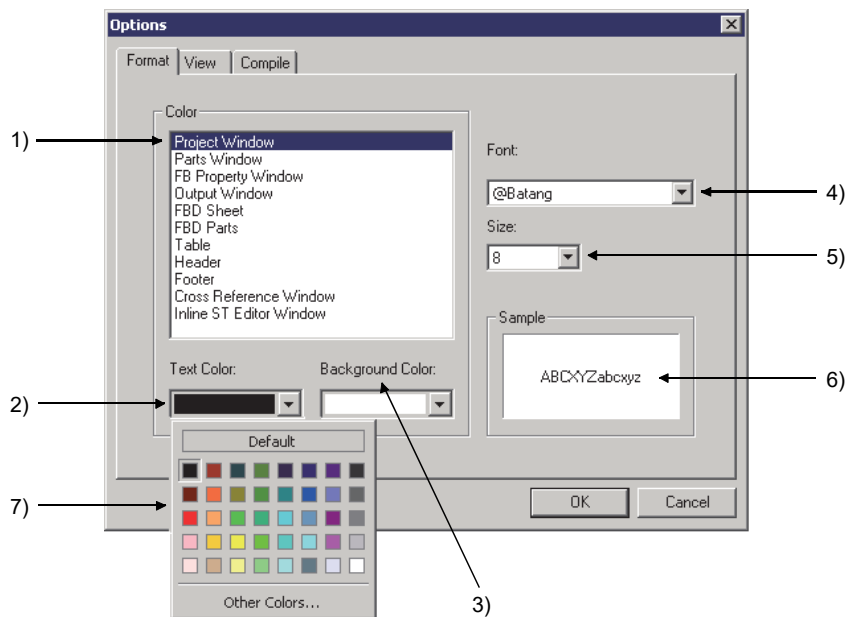 Options
Format View Compile
Color
1)
Project Window
Parts Window
FB Property Window
Output Window
FBD Sheet
FBD Parts
Table
Header
Footer
Cross Reference Window
Inline ST Editor Window
Font:
@Batang
4)
Size:
8
5)
Sample
ABCXYZabcxyz
6)
Text Color: Background Color:
2)
Default
7)
OK Cancel
Other Colors...
3)